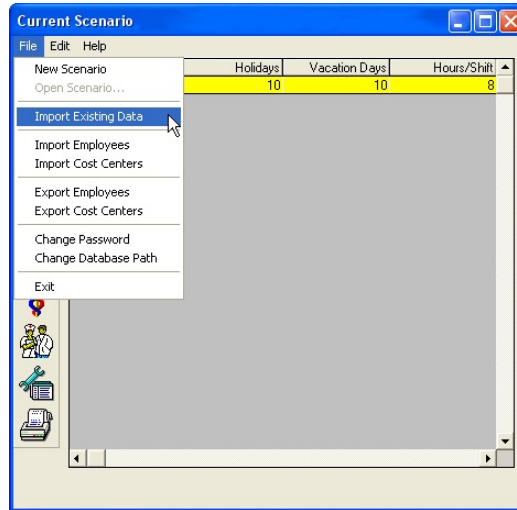 Current Scenario
File Edit Help
New Scenario
Open Scenario...
Import Existing Data
Import Employees
Import Cost Centers
Export Employees
Export Cost Centers
Change Password
Change Database Path
Exit
Holidays Vacation Days Hours/Shift
10 10 8